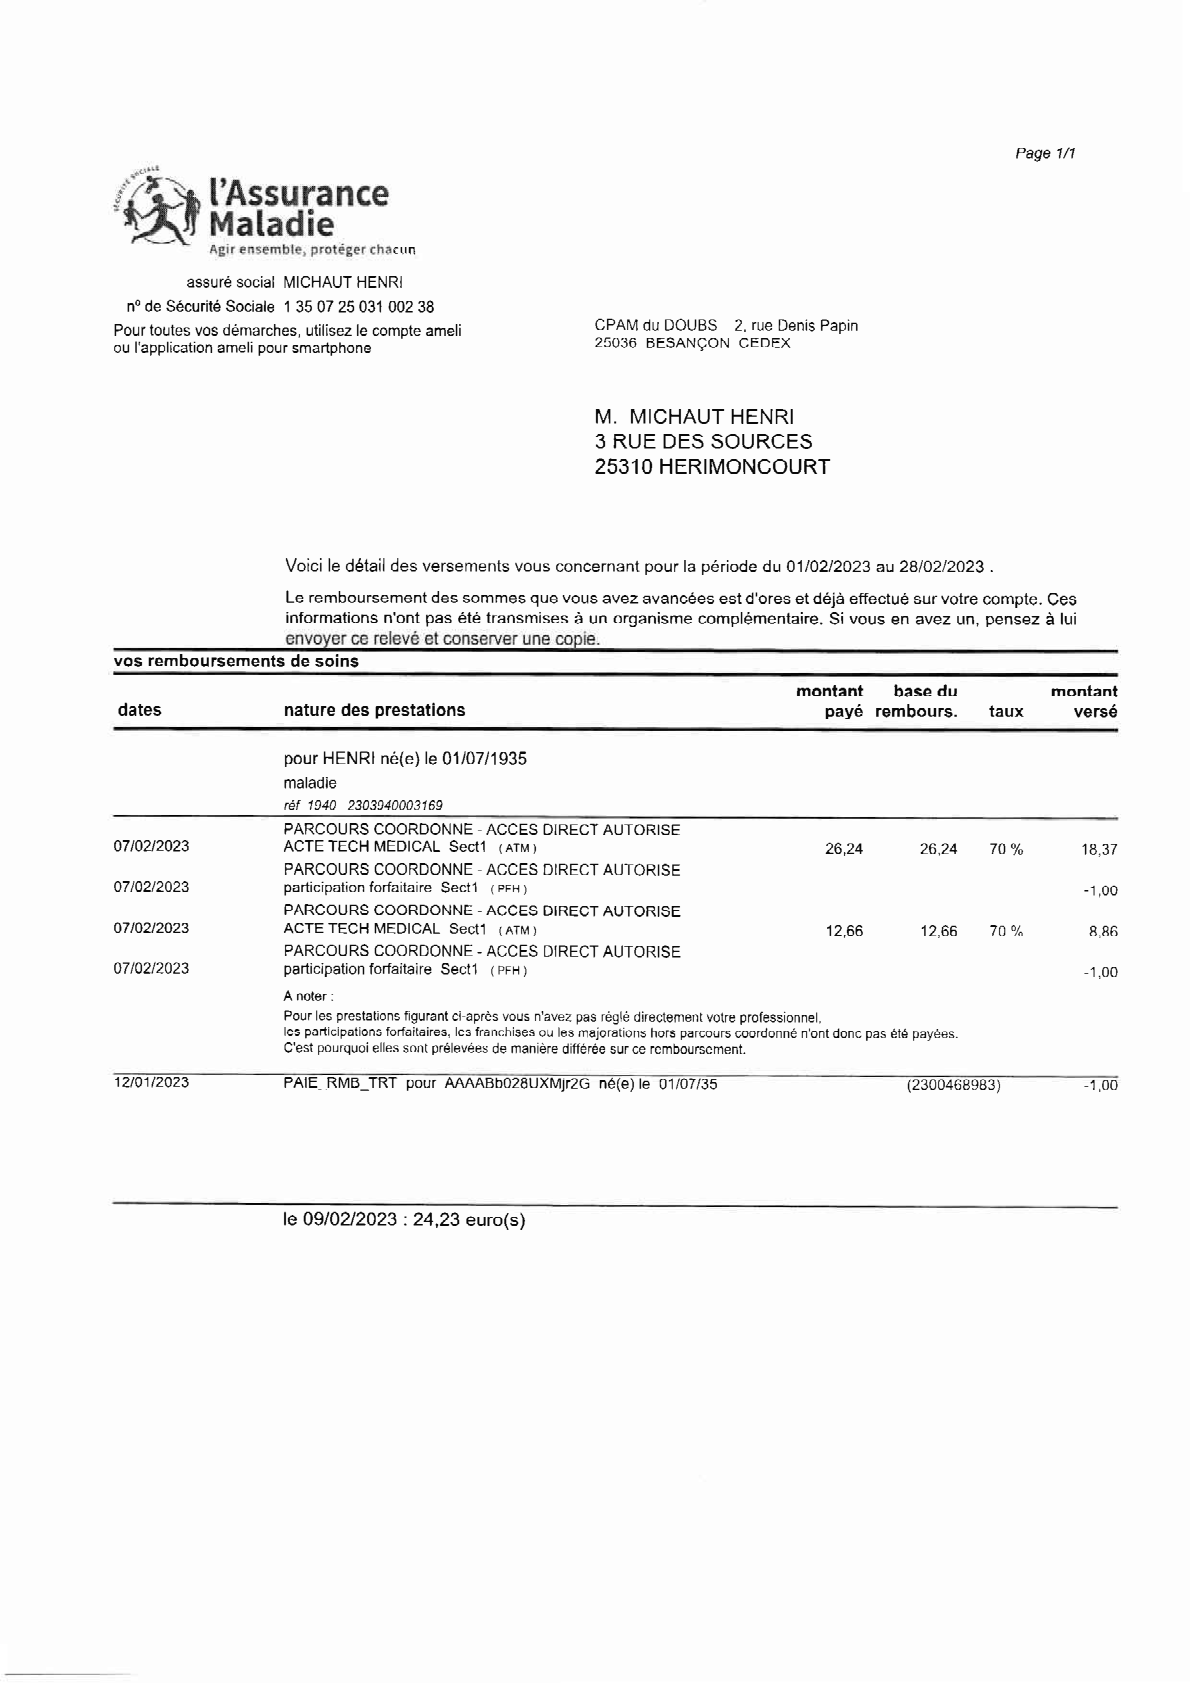 Page 1/1
SÉCURITÉ SOCIALE
l'Assurance
Maladie
Agir ensemble, protéger chacun
assuré social MICHAUT HENRI
n° de Sécurité Sociale 1 35 07 25 031 002 38
Pour toutes vos démarches, utilisez le compte ameli
ou l'application ameli pour smartphone
CPAM du DOUBS 2, rue Denis Papin
25036 BESANÇON CEDEX
M. MICHAUT HENRI
3 RUE DES SOURCES
25310 HERIMONCOURT
Voici le détail des versements vous concernant pour la période du 01/02/2023 au 28/02/2023 .
Le remboursement des sommes que vous avez avancées est d'ores et déjà effectué sur votre compte. Ces
informations n'ont pas été transmises à un organisme complémentaire. Si vous en avez un, pensez à lui
envoyer ce relevé et conserver une copie.
vos remboursements de soins
montant base du montant
dates nature des prestations payé rembours. taux versé
pour HENRI né(e) le 01/07/1935
maladie
réf 1940 2303940003169
PARCOURS COORDONNE - ACCES DIRECT AUTORISE
07/02/2023 ACTE TECH MEDICAL Sect1 (ATM) 26,24 26,24 70 % 18,37
PARCOURS COORDONNE - ACCES DIRECT AUTORISE
07/02/2023 participation forfaitaire Sect1 (PFH) -1,00
PARCOURS COORDONNE - ACCES DIRECT AUTORISE
07/02/2023 ACTE TECH MEDICAL Sect1 (ATM) 12,66 12,66 70 % 8,86
PARCOURS COORDONNE - ACCES DIRECT AUTORISE
07/02/2023 participation forfaitaire Sect1 (PFH) -1,00
A noter :
Pour les prestations figurant ci-après vous n'avez pas réglé directement votre professionnel,
les participations forfaitaires, les franchises ou les majorations hors parcours coordonné n'ont donc pas été payées.
C'est pourquoi elles sont prélevées de manière différée sur ce remboursement.
12/01/2023 PAIE_RMB_TRT pour AAAABb028UXMjr2G né(e) le 01/07/35 (2300468983) -1,00
le 09/02/2023 : 24,23 euro(s)